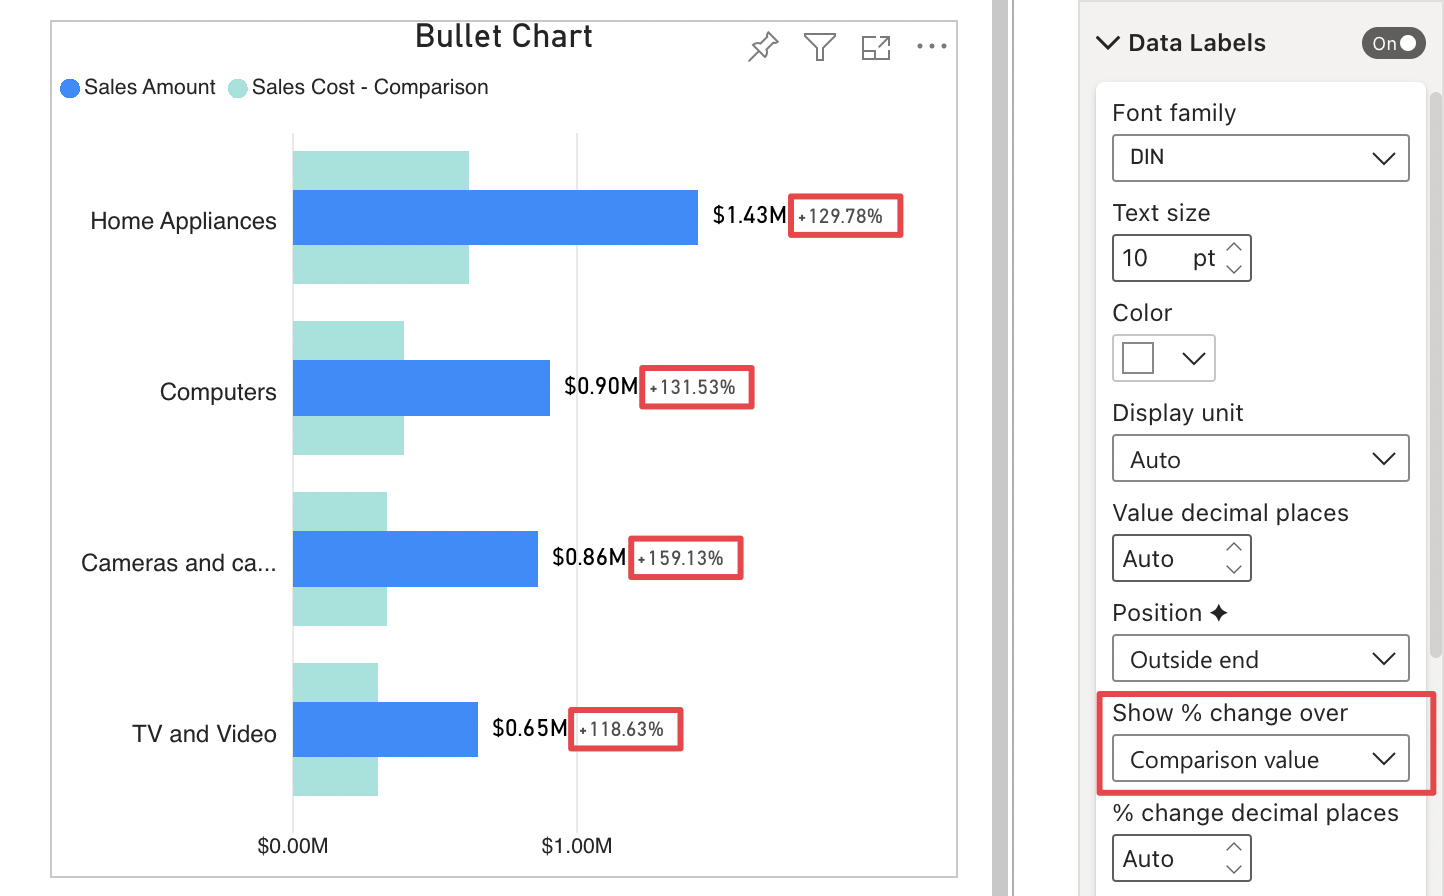 Bullet Chart
Sales Amount Sales Cost - Comparison
Home Appliances
$1.43M +129.78%
Computers
$0.90M +131.53%
Cameras and ca...
$0.86M +159.13%
TV and Video
$0.65M +118.63%
$0.00M $1.00M
Data Labels
On
Font family
DIN
Text size
10 pt
Color
Display unit
Auto
Value decimal places
Auto
Position
Outside end
Show % change over
Comparison value
% change decimal places
Auto